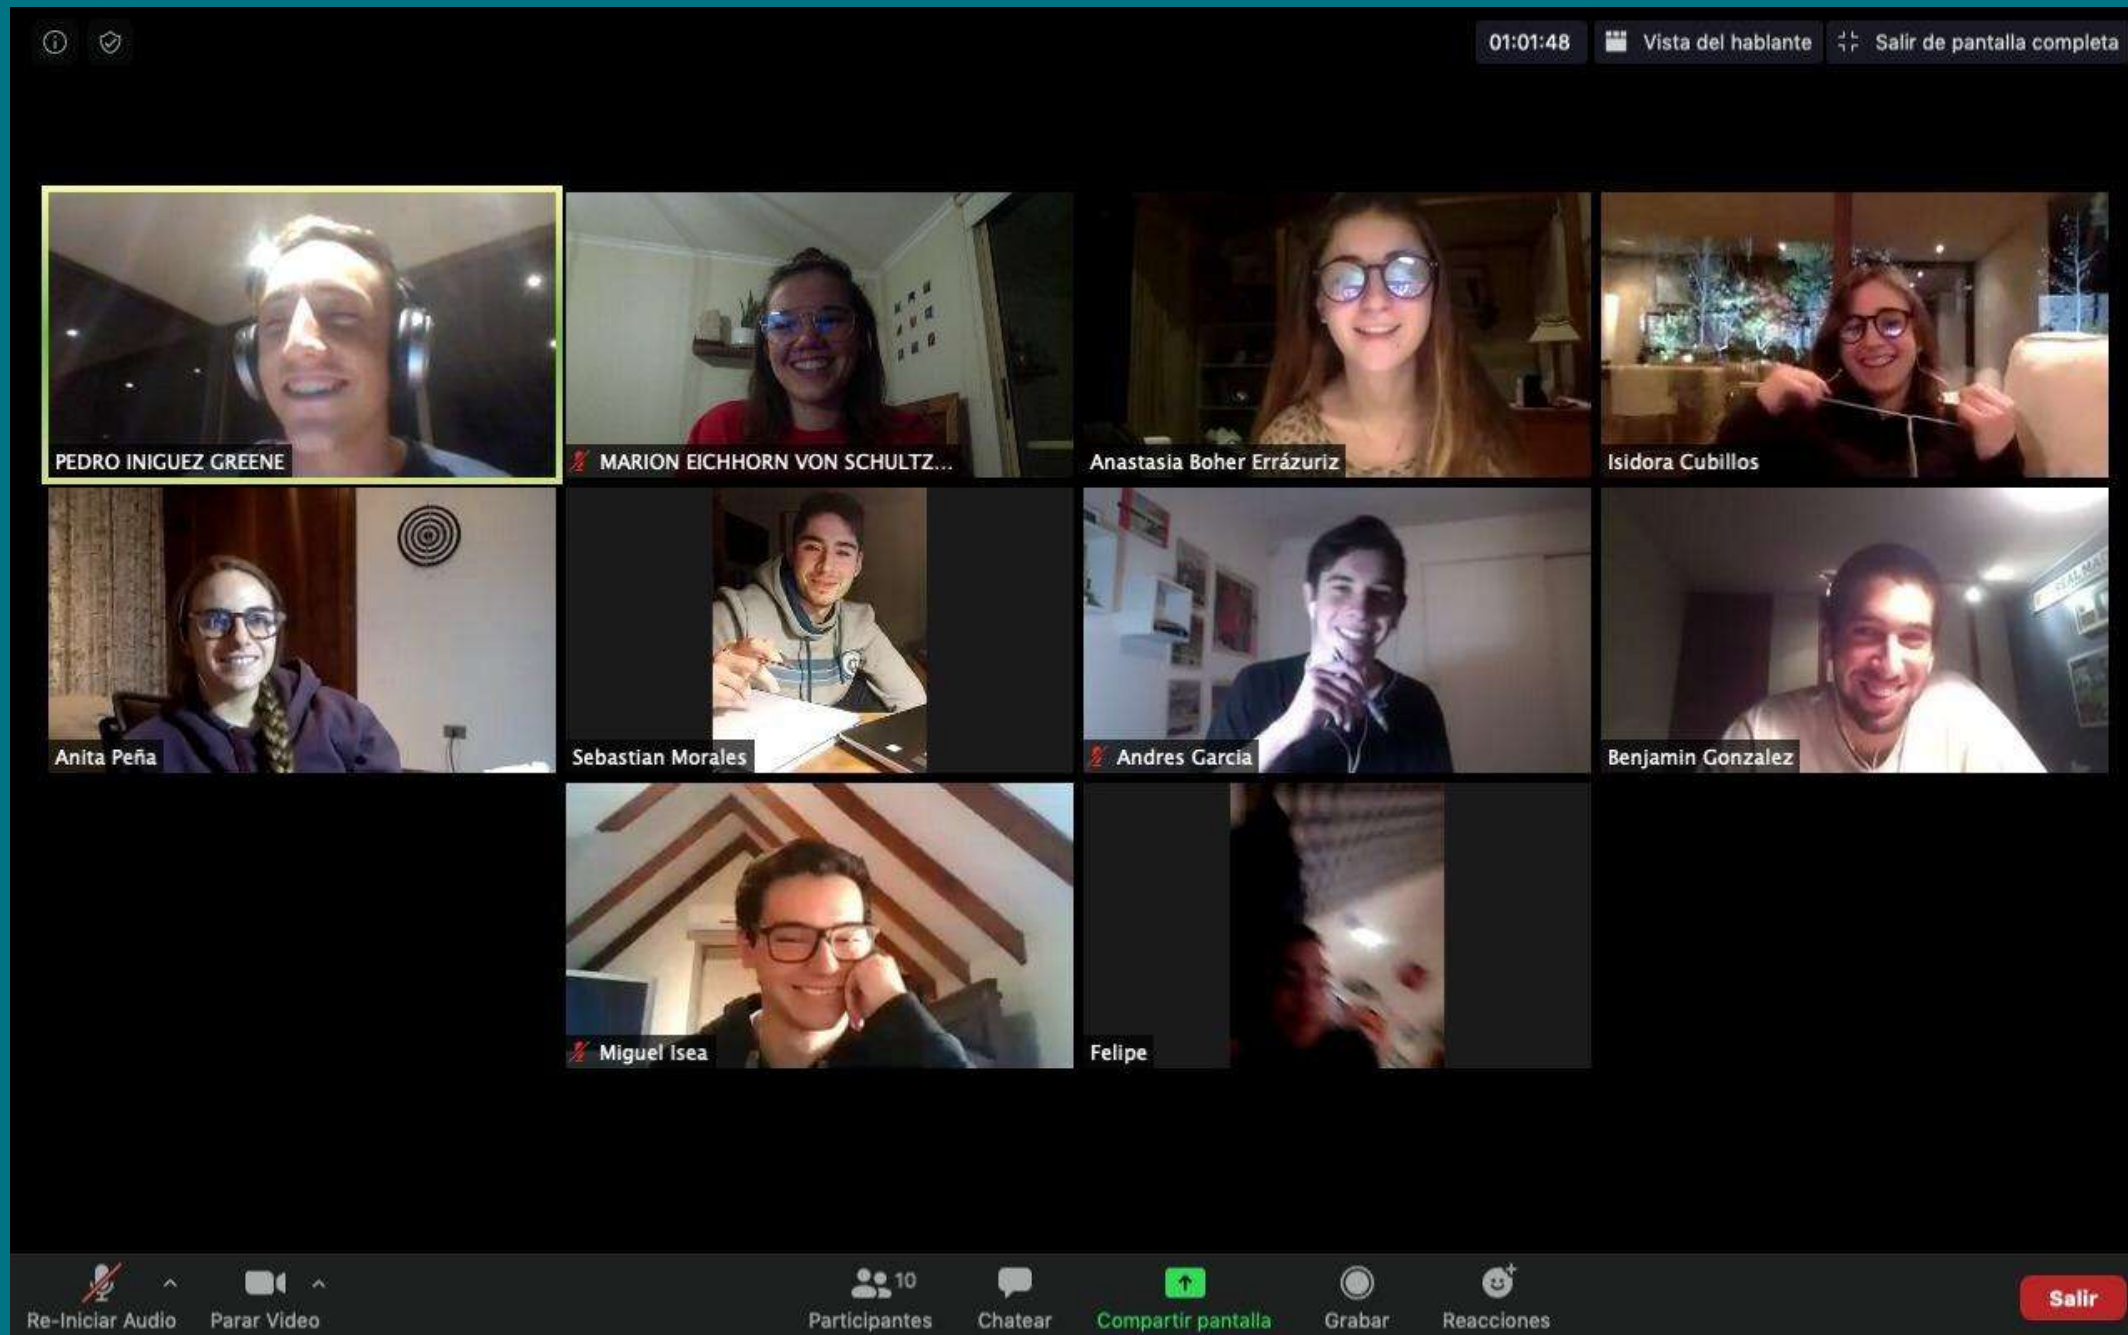 01:01:48
Vista del hablante
Salir de pantalla completa
PEDRO INIGUEZ GREENE
MARION EICHHORN VON SCHULTZ...
Anastasia Boher Errázuriz
Isidora Cubillos
Anita Peña
Sebastian Morales
Andres Garcia
Benjamin Gonzalez
Miguel Isea
Felipe
Re-Iniciar Audio
Parar Video
10
Participantes
Chatear
Compartir pantalla
Grabar
Reacciones
Salir